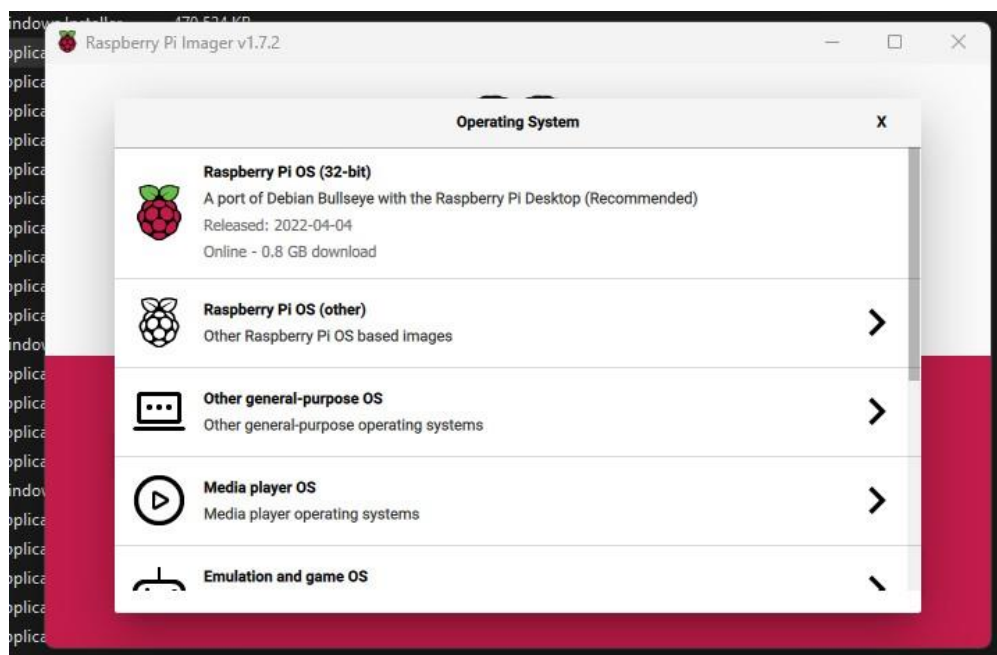 Raspberry Pi Imager v1.7.2
Operating System
X
Raspberry Pi OS (32-bit)
A port of Debian Bullseye with the Raspberry Pi Desktop (Recommended)
Released: 2022-04-04
Online - 0.8 GB download
Raspberry Pi OS (other)
Other Raspberry Pi OS based images
Other general-purpose OS
Other general-purpose operating systems
Media player OS
Media player operating systems
Emulation and game OS